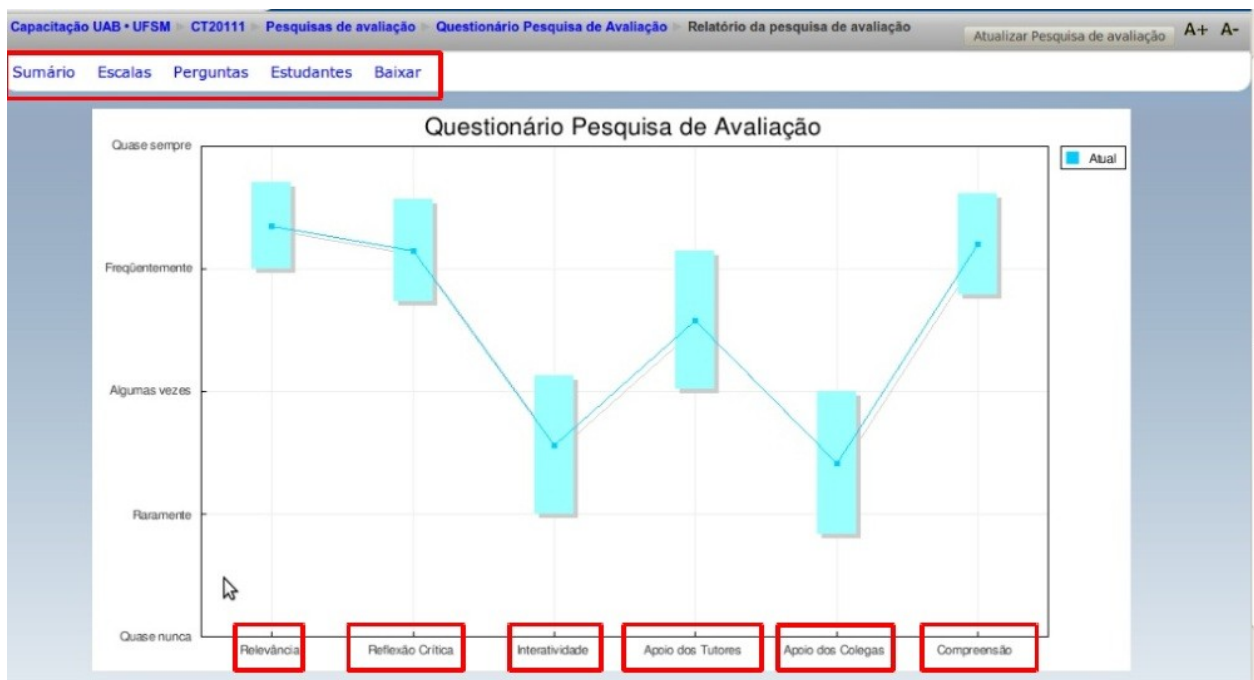 Capacitação UAB • UFSM ► CT20111 ► Pesquisas de avaliação ► Questionário Pesquisa de Avaliação ► Relatório da pesquisa de avaliação
Atualizar Pesquisa de avaliação A+ A-
Sumário Escalas Perguntas Estudantes Baixar
Questionário Pesquisa de Avaliação
Quase sempre
Atual
Freqüentemente
Algumas vezes
Raramente
Quase nunca
Relevância Reflexão Crítica Interatividade Apoio dos Tutores Apoio dos Colegas Compreensão